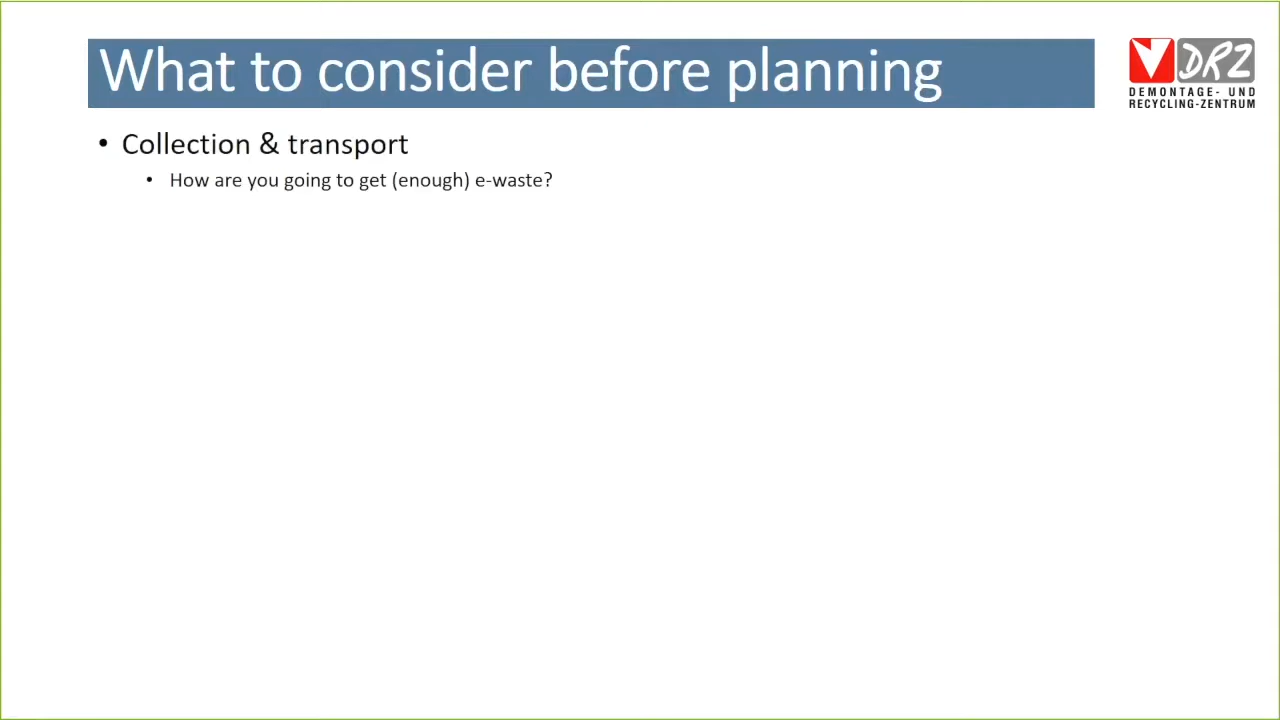 What to consider before planning
DRZ
DEMONTAGE- UND
RECYCLING-ZENTRUM
• Collection & transport
• How are you going to get (enough) e-waste?